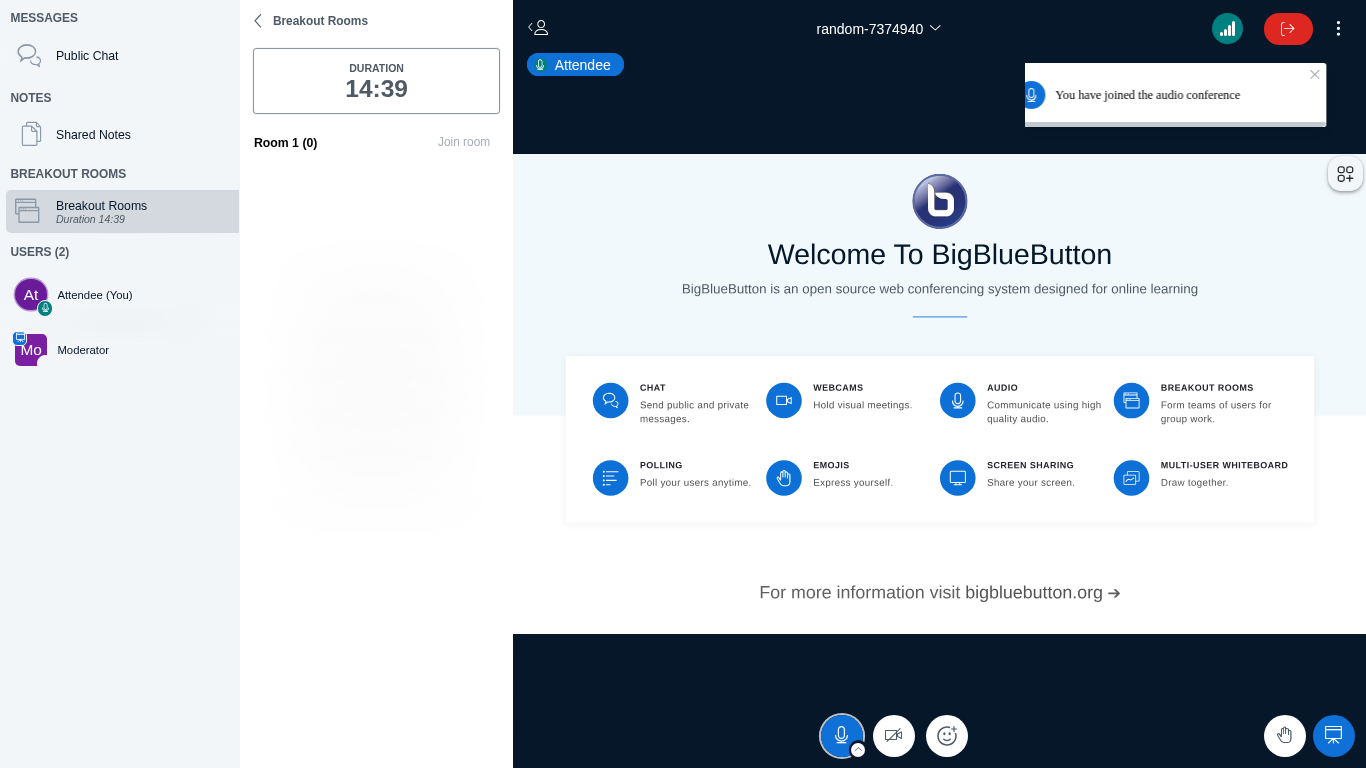 MESSAGES
Public Chat
NOTES
Shared Notes
BREAKOUT ROOMS
Breakout Rooms
Duration 14:39
USERS (2)
At
Attendee (You)
Mo
Moderator
Breakout Rooms
DURATION
14:39
Room 1 (0)
Join room
random-7374940
Attendee
You have joined the audio conference
Welcome To BigBlueButton
BigBlueButton is an open source web conferencing system designed for online learning
CHAT
Send public and private
messages.
WEBCAMS
Hold visual meetings.
AUDIO
Communicate using high
quality audio.
BREAKOUT ROOMS
Form teams of users for
group work.
POLLING
Poll your users anytime.
EMOJIS
Express yourself.
SCREEN SHARING
Share your screen.
MULTI-USER WHITEBOARD
Draw together.
For more information visit bigbluebutton.org ➔